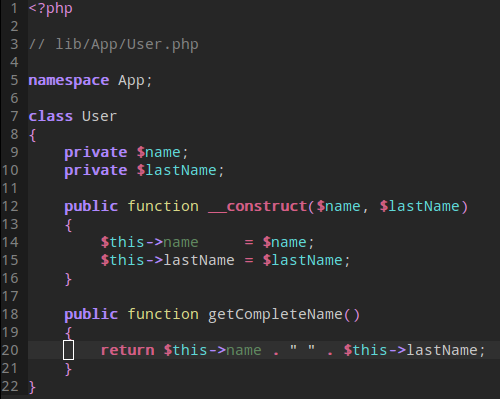 1 <?php
2
3 // lib/App/User.php
4
5 namespace App;
6
7 class User
8 {
9     private $name;
10     private $lastName;
11
12     public function __construct($name, $lastName)
13     {
14         $this->name     = $name;
15         $this->lastName = $lastName;
16     }
17
18     public function getCompleteName()
19     {
20         return $this->name . " " . $this->lastName;
21     }
22 }